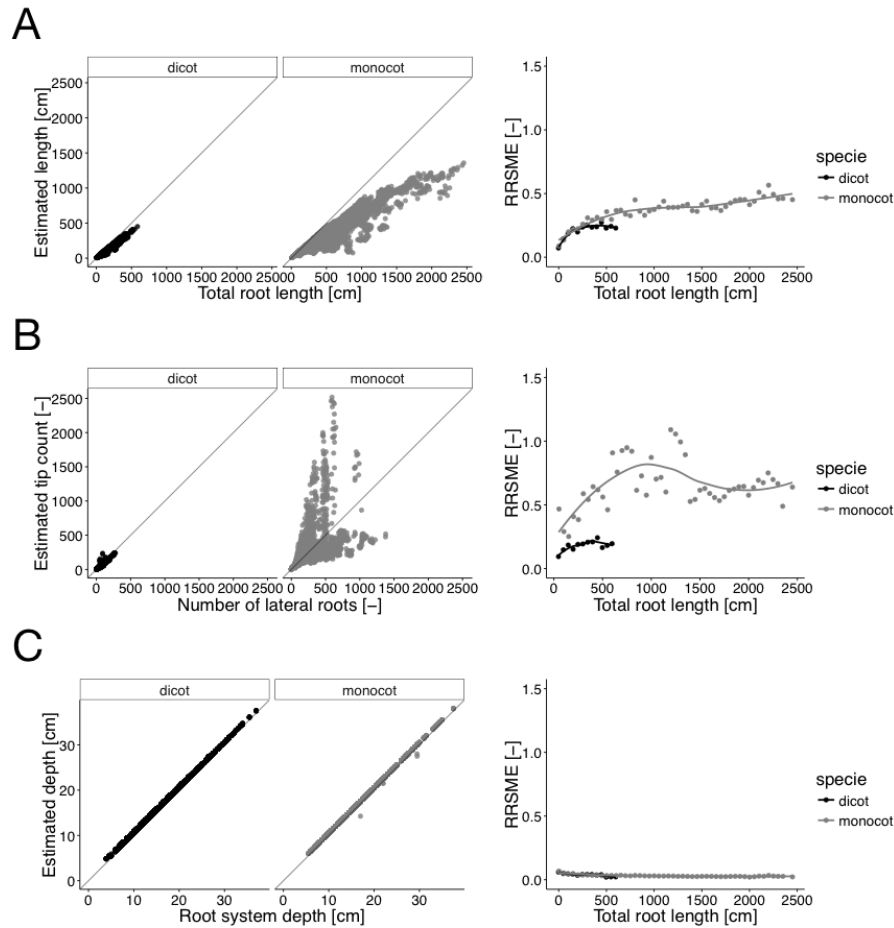 A
dicot
monocot
Estimated length [cm]
2500
2000
1500
1000
500
0
0 500 1000 1500 2000 2500
0 500 1000 1500 2000 2500
Total root length [cm]
RRSME [-]
1.5
1.0
0.5
0.0
0 500 1000 1500 2000 2500
Total root length [cm]
specie
dicot
monocot
B
dicot
monocot
Estimated tip count [-]
2500
2000
1500
1000
500
0
0 500 1000 1500 2000 2500
0 500 1000 1500 2000 2500
Number of lateral roots [-]
RRSME [-]
1.5
1.0
0.5
0.0
0 500 1000 1500 2000 2500
Total root length [cm]
specie
dicot
monocot
C
dicot
monocot
Estimated depth [cm]
30
20
10
0
0 10 20 30
0 10 20 30
Root system depth [cm]
RRSME [-]
1.5
1.0
0.5
0.0
0 500 1000 1500 2000 2500
Total root length [cm]
specie
dicot
monocot